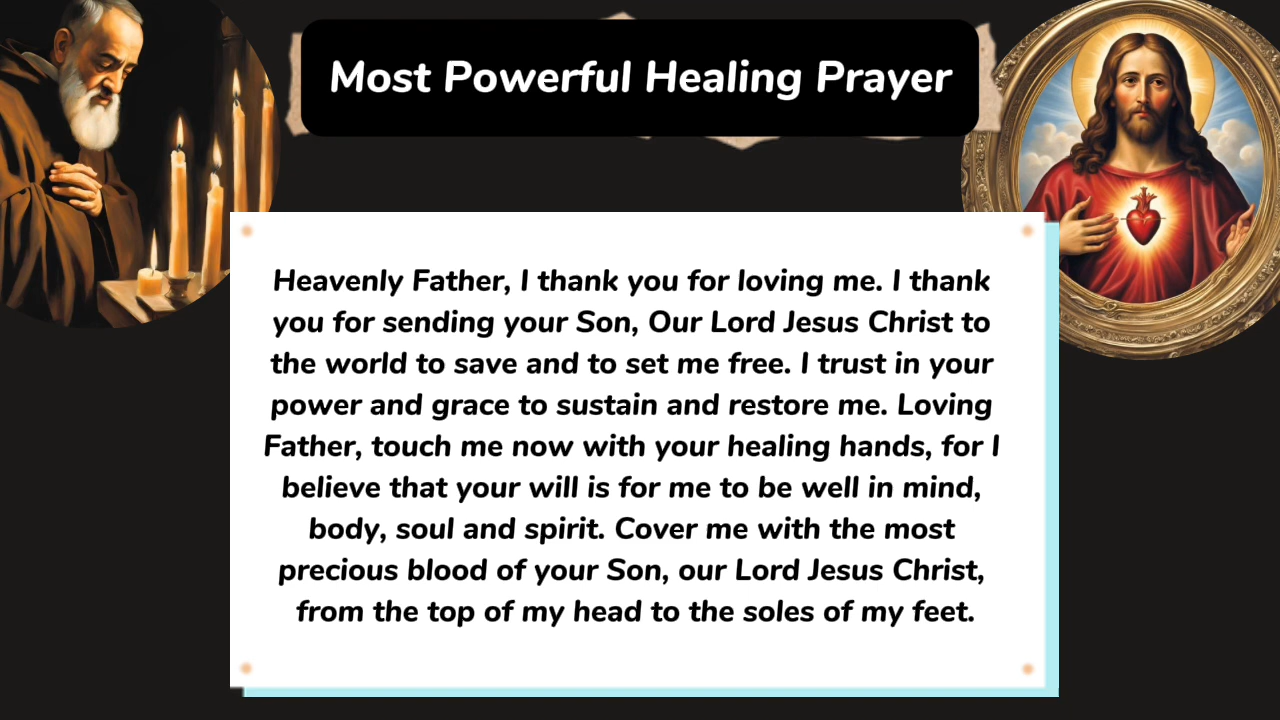 Most Powerful Healing Prayer
Heavenly Father, I thank you for loving me. I thank
you for sending your Son, Our Lord Jesus Christ to
the world to save and to set me free. I trust in your
power and grace to sustain and restore me. Loving
Father, touch me now with your healing hands, for I
believe that your will is for me to be well in mind,
body, soul and spirit. Cover me with the most
precious blood of your Son, our Lord Jesus Christ,
from the top of my head to the soles of my feet.